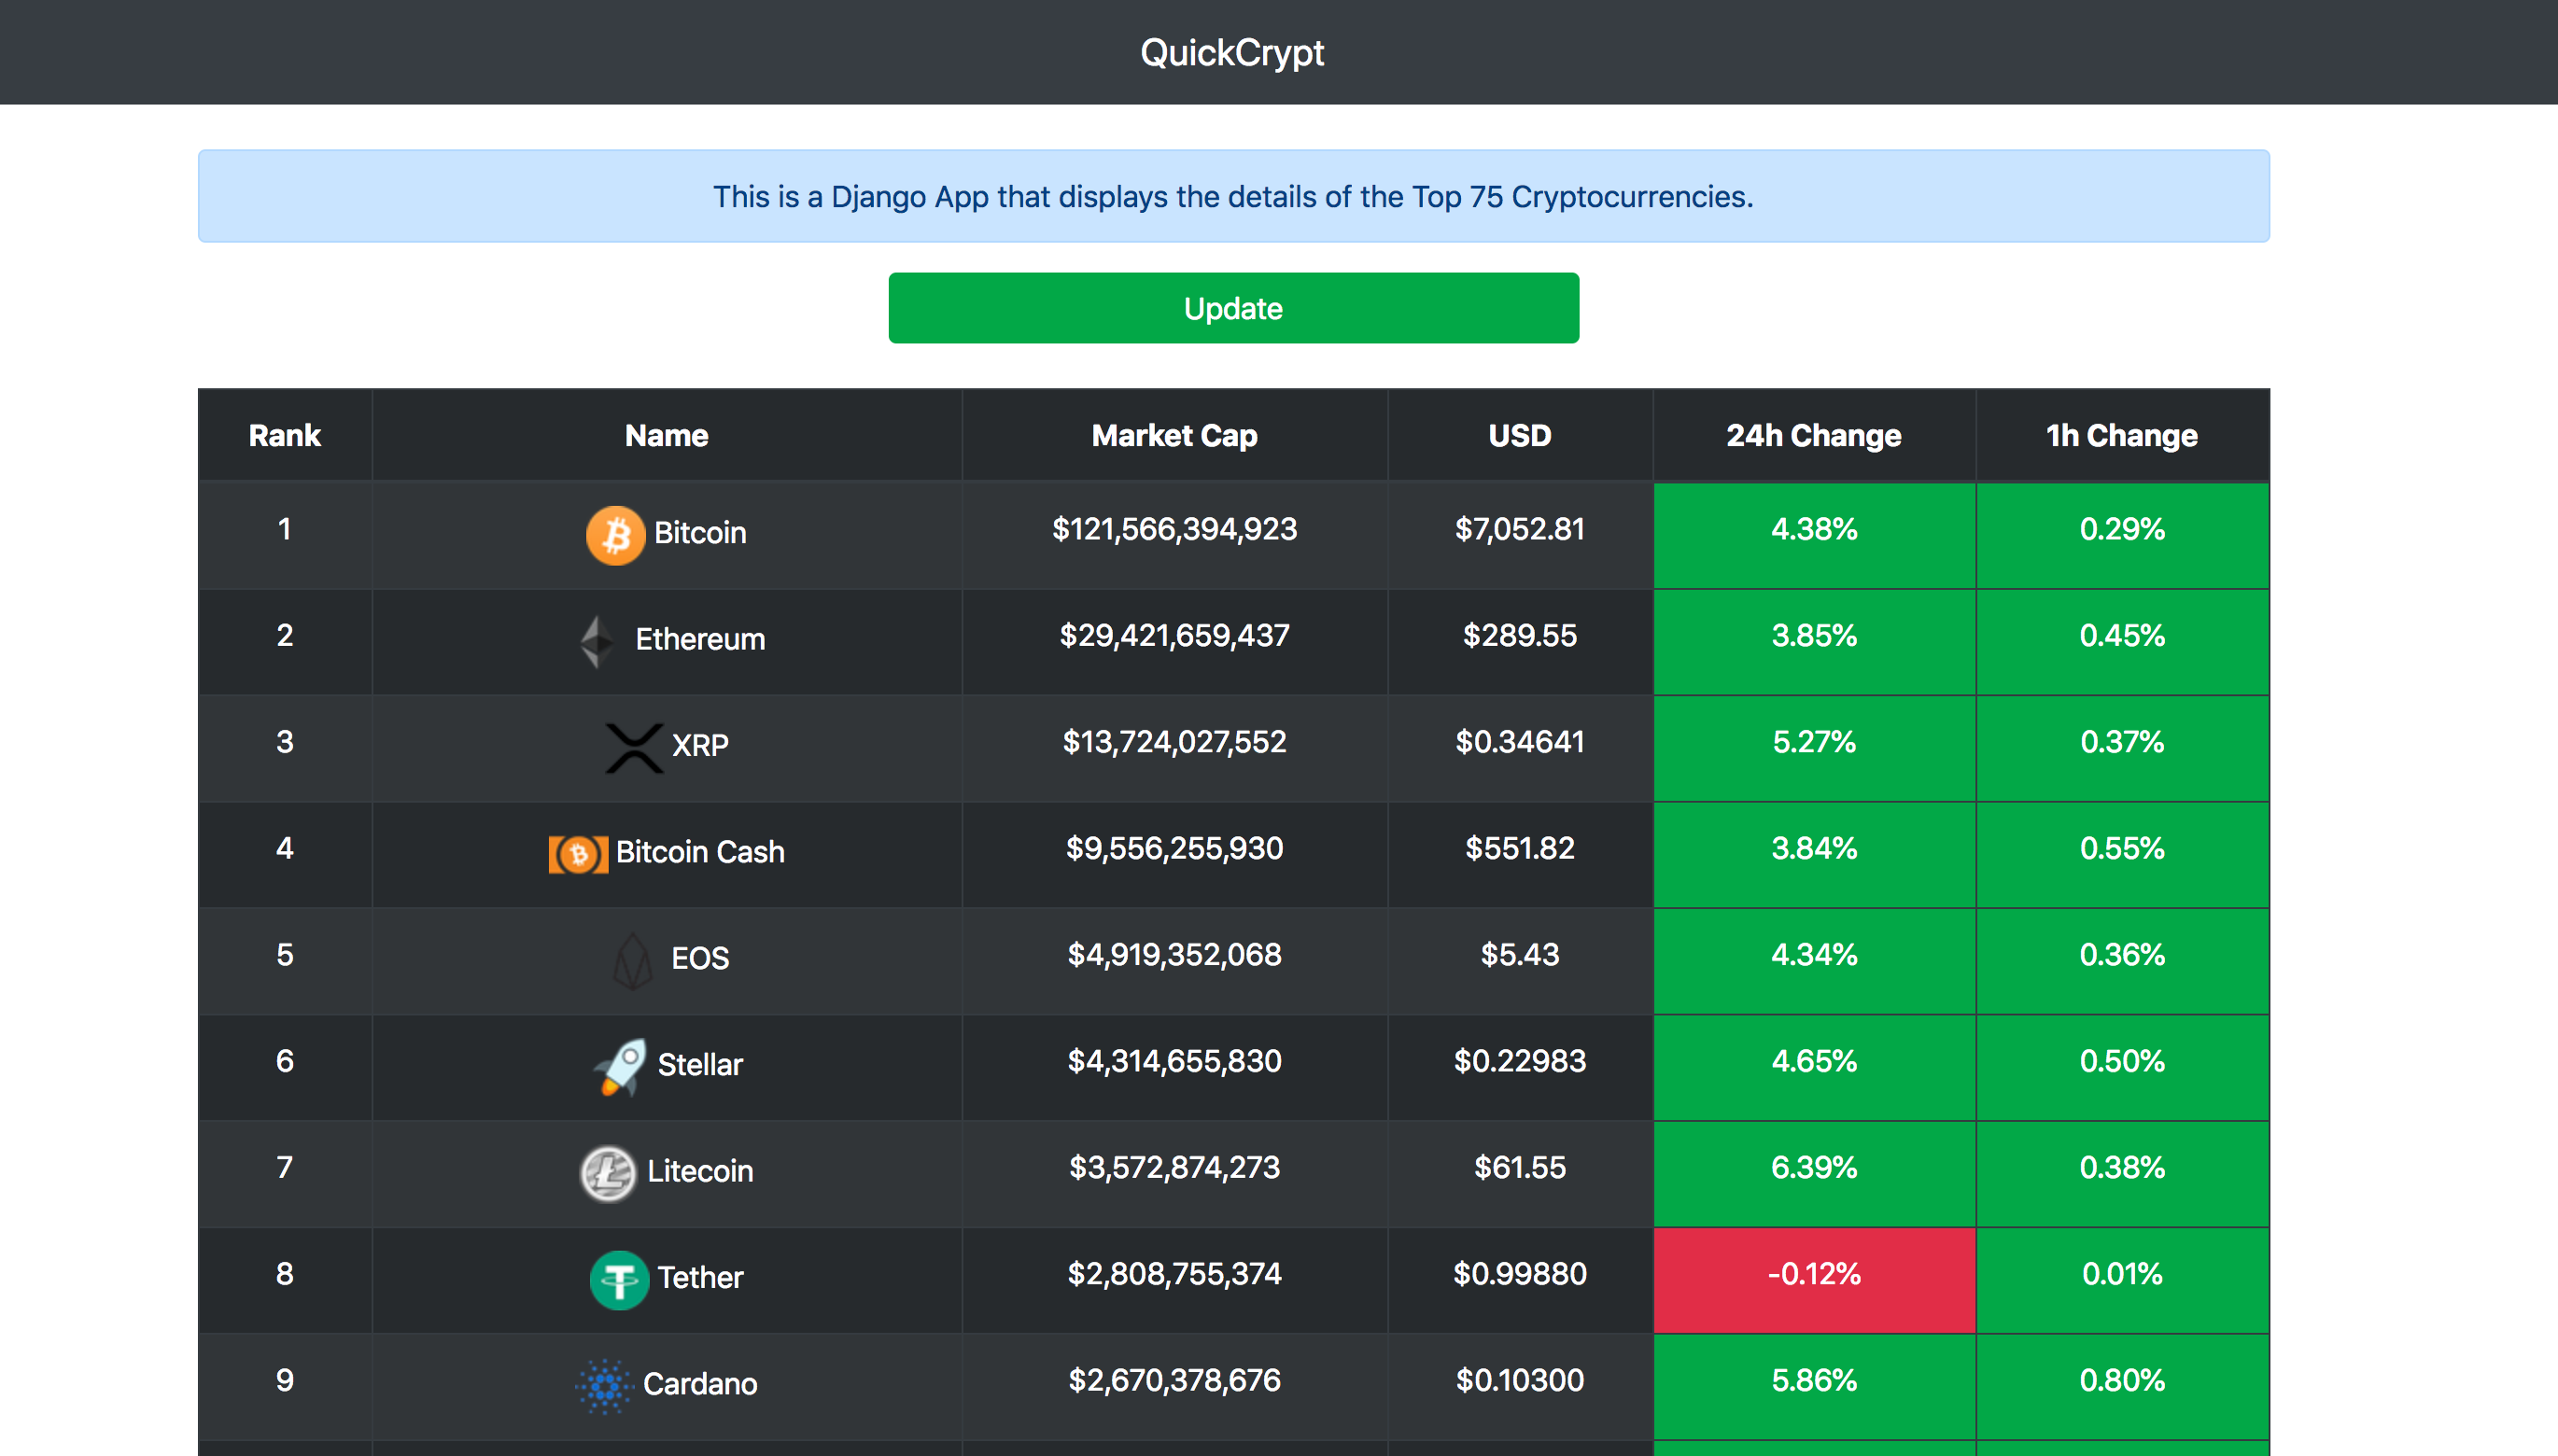 QuickCrypt
This is a Django App that displays the details of the Top 75 Cryptocurrencies.
Update
Rank Name Market Cap USD 24h Change 1h Change
1 Bitcoin $121,566,394,923 $7,052.81 4.38% 0.29%
2 Ethereum $29,421,659,437 $289.55 3.85% 0.45%
3 XRP $13,724,027,552 $0.34641 5.27% 0.37%
4 Bitcoin Cash $9,556,255,930 $551.82 3.84% 0.55%
5 EOS $4,919,352,068 $5.43 4.34% 0.36%
6 Stellar $4,314,655,830 $0.22983 4.65% 0.50%
7 Litecoin $3,572,874,273 $61.55 6.39% 0.38%
8 Tether $2,808,755,374 $0.99880 -0.12% 0.01%
9 Cardano $2,670,378,676 $0.10300 5.86% 0.80%